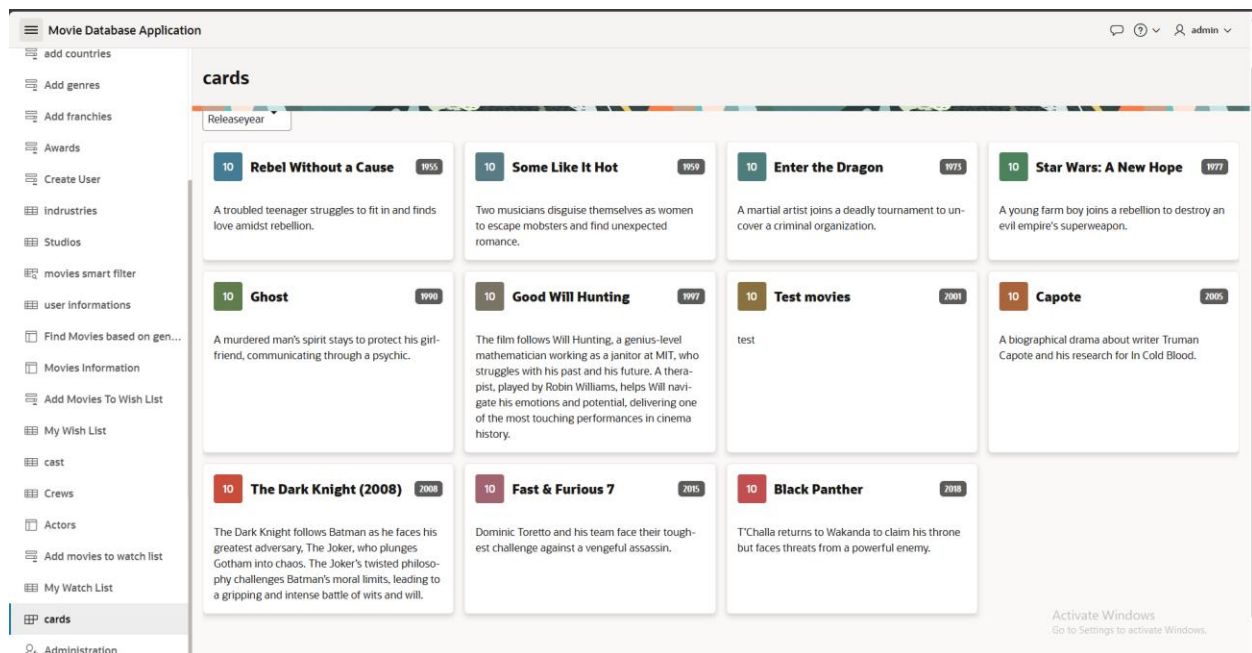 Movie Database Application
admin
add countries
Add genres
Add franchies
Awards
Create User
indrustries
Studios
movies smart filter
user informations
Find Movies based on gen...
Movies Information
Add Movies To Wish List
My Wish List
cast
Crews
Actors
Add movies to watch list
My Watch List
cards
Administration
cards
Releaseyear
10 Rebel Without a Cause 1955
A troubled teenager struggles to fit in and finds
love amidst rebellion.
10 Some Like It Hot 1959
Two musicians disguise themselves as women
to escape mobsters and find unexpected
romance.
10 Enter the Dragon 1973
A martial artist joins a deadly tournament to un-
cover a criminal organization.
10 Star Wars: A New Hope 1977
A young farm boy joins a rebellion to destroy an
evil empire's superweapon.
10 Ghost 1990
A murdered man's spirit stays to protect his girl-
friend, communicating through a psychic.
10 Good Will Hunting 1997
The film follows Will Hunting, a genius-level
mathematician working as a janitor at MIT, who
struggles with his past and his future. A thera-
pist, played by Robin Williams, helps Will navi-
gate his emotions and potential, delivering one
of the most touching performances in cinema
history.
10 Test movies 2001
test
10 Capote 2005
A biographical drama about writer Truman
Capote and his research for In Cold Blood.
10 The Dark Knight (2008) 2008
The Dark Knight follows Batman as he faces his
greatest adversary, The Joker, who plunges
Gotham into chaos. The Joker's twisted philoso-
phy challenges Batman's moral limits, leading to
a gripping and intense battle of wits and will.
10 Fast & Furious 7 2015
Dominic Toretto and his team face their tough-
est challenge against a vengeful assassin.
10 Black Panther 2018
T'Challa returns to Wakanda to claim his throne
but faces threats from a powerful enemy.
Activate Windows
Go to Settings to activate Windows.